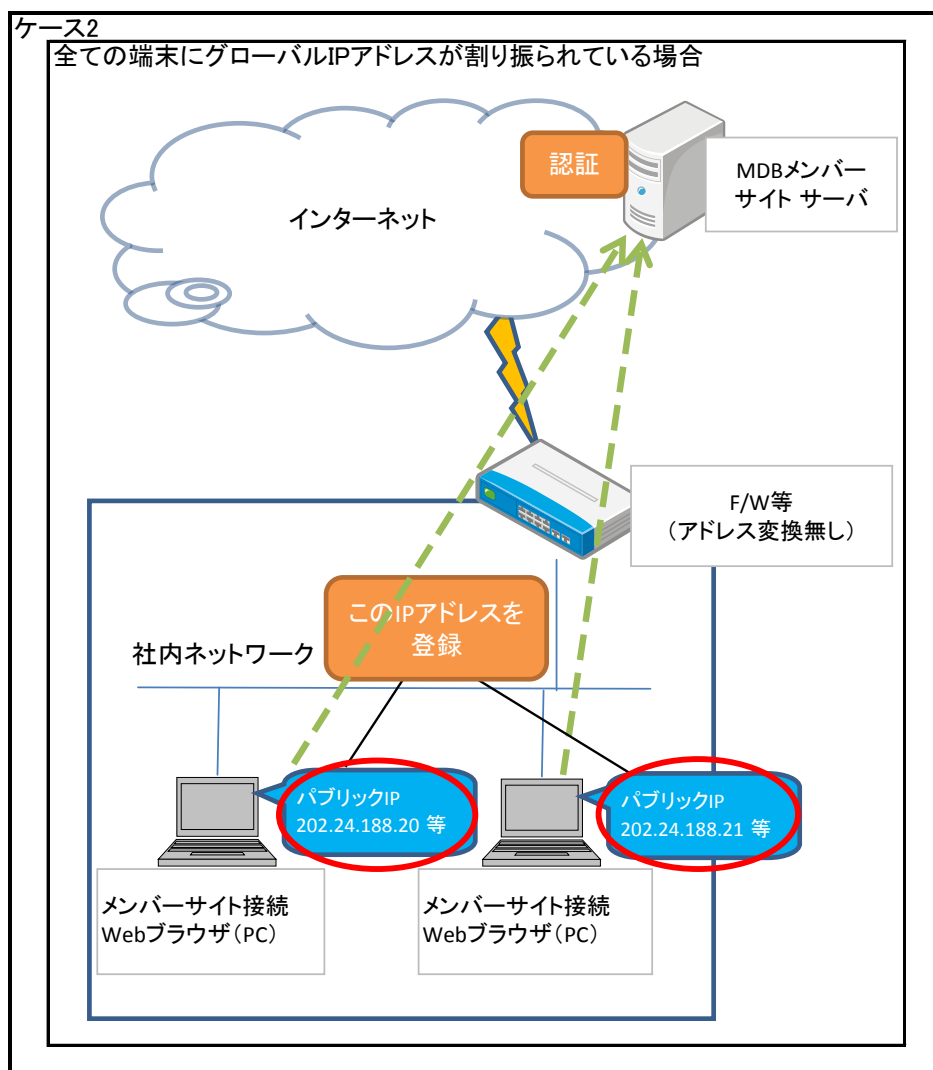 ケース2
全ての端末にグローバルIPアドレスが割り振られている場合
認証
MDBメンバー
サイト サーバ
インターネット
F/W等
（アドレス変換無し）
このIPアドレスを
登録
社内ネットワーク
パブリックIP
202.24.188.20 等
パブリックIP
202.24.188.21 等
メンバーサイト接続
Webブラウザ（PC）
メンバーサイト接続
Webブラウザ（PC）